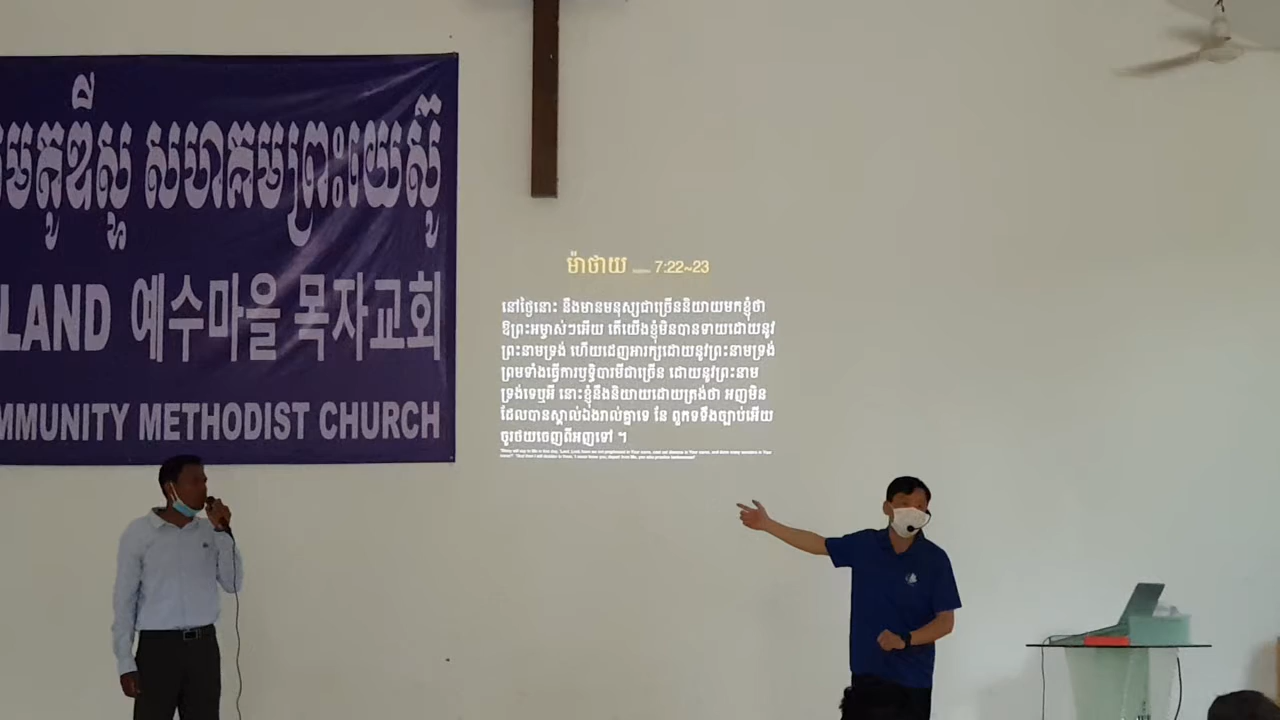 សហគមព្រះយេស៊ូ
LAND 예수마을 목자교회
METHODIST CHURCH
ម៉ាថាយ 7:22~23
នៅថ្ងៃនោះ នឹងមានមនុស្សជាច្រើននិយាយមកខ្ញុំថា
ឱព្រះអម្ចាស់ៗអើយ តើយើងខ្ញុំមិនបានទាយដោយនូវ
ព្រះនាមទ្រង់ ហើយដេញអារក្សដោយនូវព្រះនាមទ្រង់
ព្រមទាំងធ្វើការឫទ្ធិបារមីជាច្រើន ដោយនូវព្រះនាម
ទ្រង់ទេឬអី នោះខ្ញុំនឹងនិយាយដោយត្រង់ថា អញមិន
ដែលបានស្គាល់ឯងរាល់គ្នាទេ នែ ពួកទទឹងច្បាប់អើយ
ចូរថយចេញពីអញទៅ ។